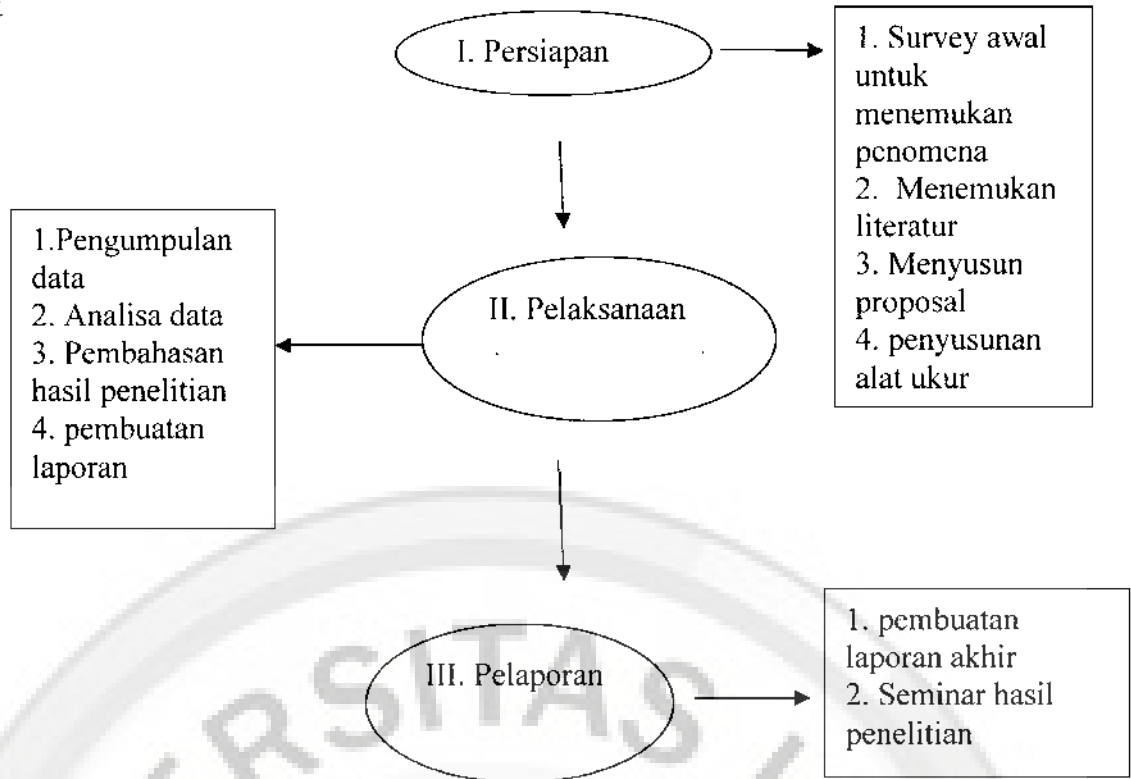 I. Persiapan
1. Survey awal
untuk
menemukan
penomena
2. Menemukan
literatur
3. Menyusun
proposal
4. penyusunan
alat ukur
II. Pelaksanaan
1.Pengumpulan
data
2. Analisa data
3. Pembahasan
hasil penelitian
4. pembuatan
laporan
III. Pelaporan
1. pembuatan
laporan akhir
2. Seminar hasil
penelitian
ERSITAS